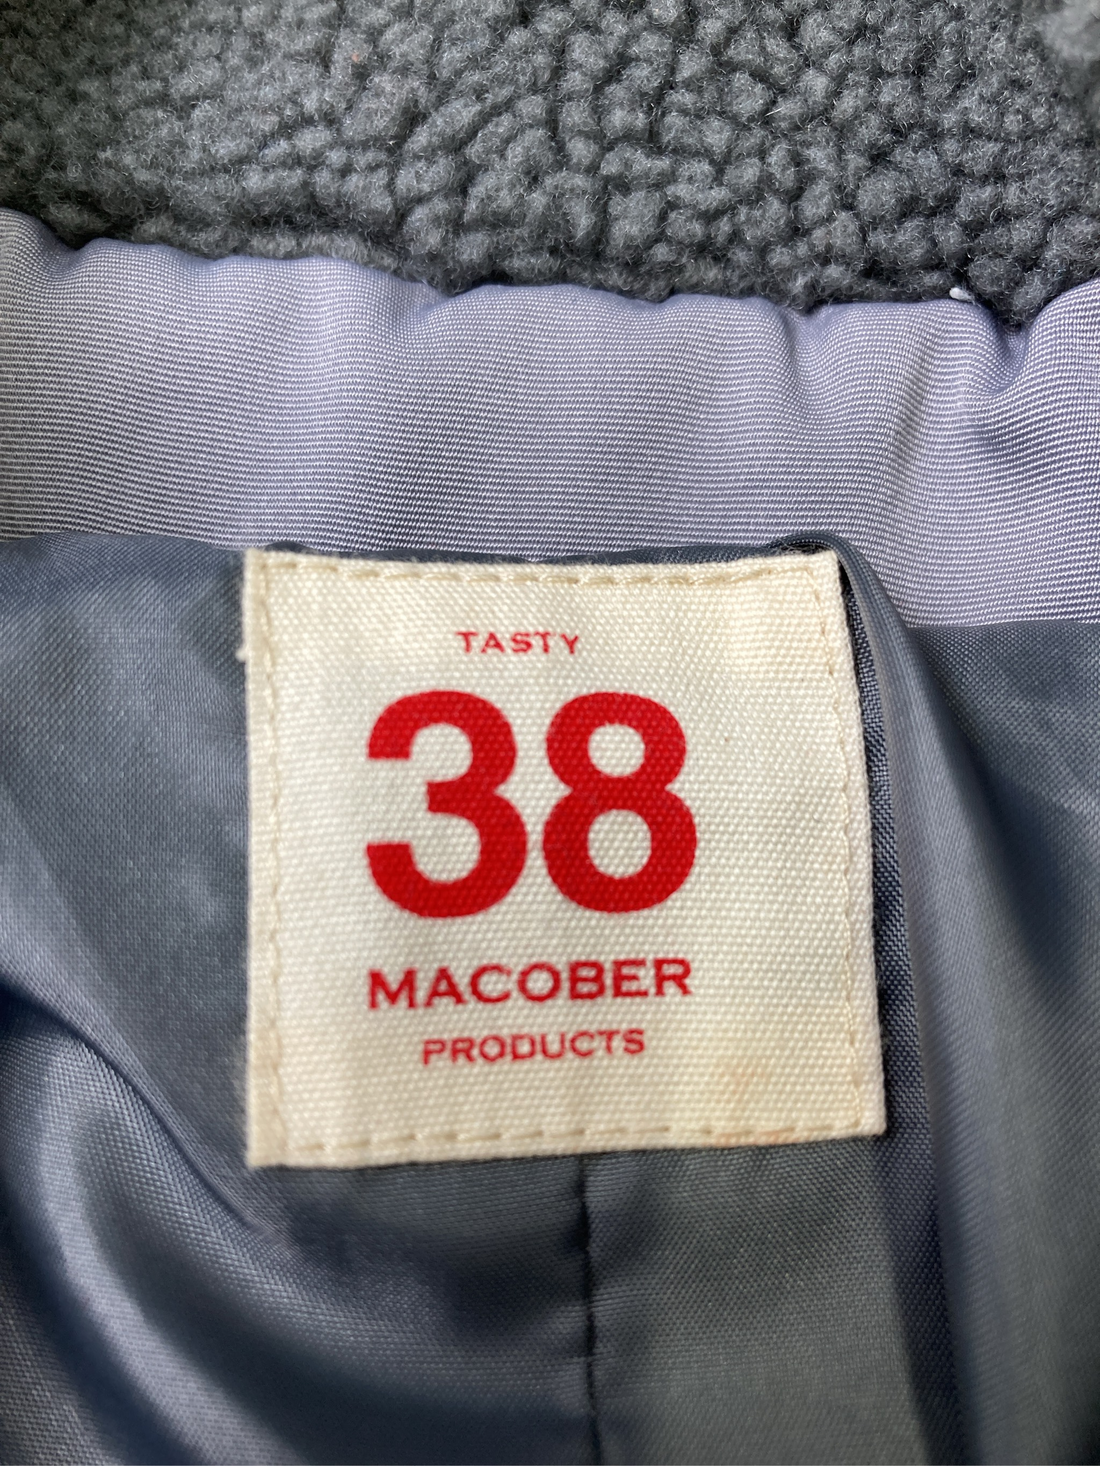 TASTY
38
MACOBER
PRODUCTS